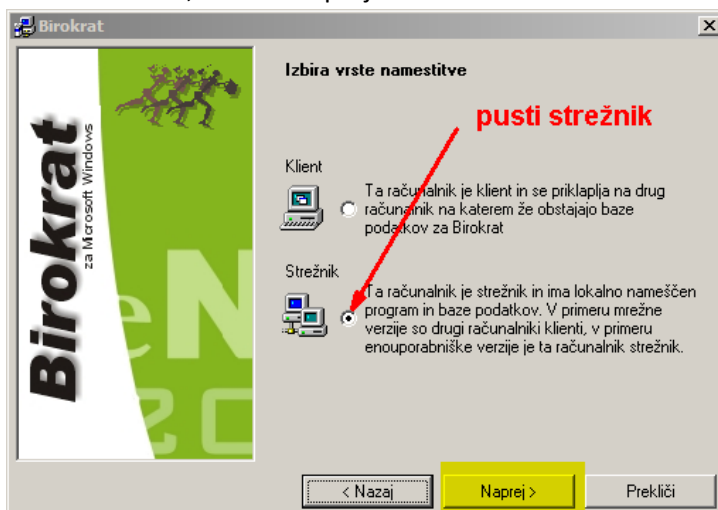 Birokrat
Izbira vrste namestitve
pusti strežnik
Klient
Ta računalnik je klient in se priklaplja na drug
računalnik na katerem že obstajajo baze
podatkov za Birokrat
Strežnik
Ta računalnik je strežnik in ima lokalno nameščen
program in baze podatkov. V primeru mrežne
verzije so drugi računalniki klienti, v primeru
enouporabniške verzije je ta računalnik strežnik.
Birokrat
za Microsoft Windows
eN
< Nazaj
Naprej >
Prekliči